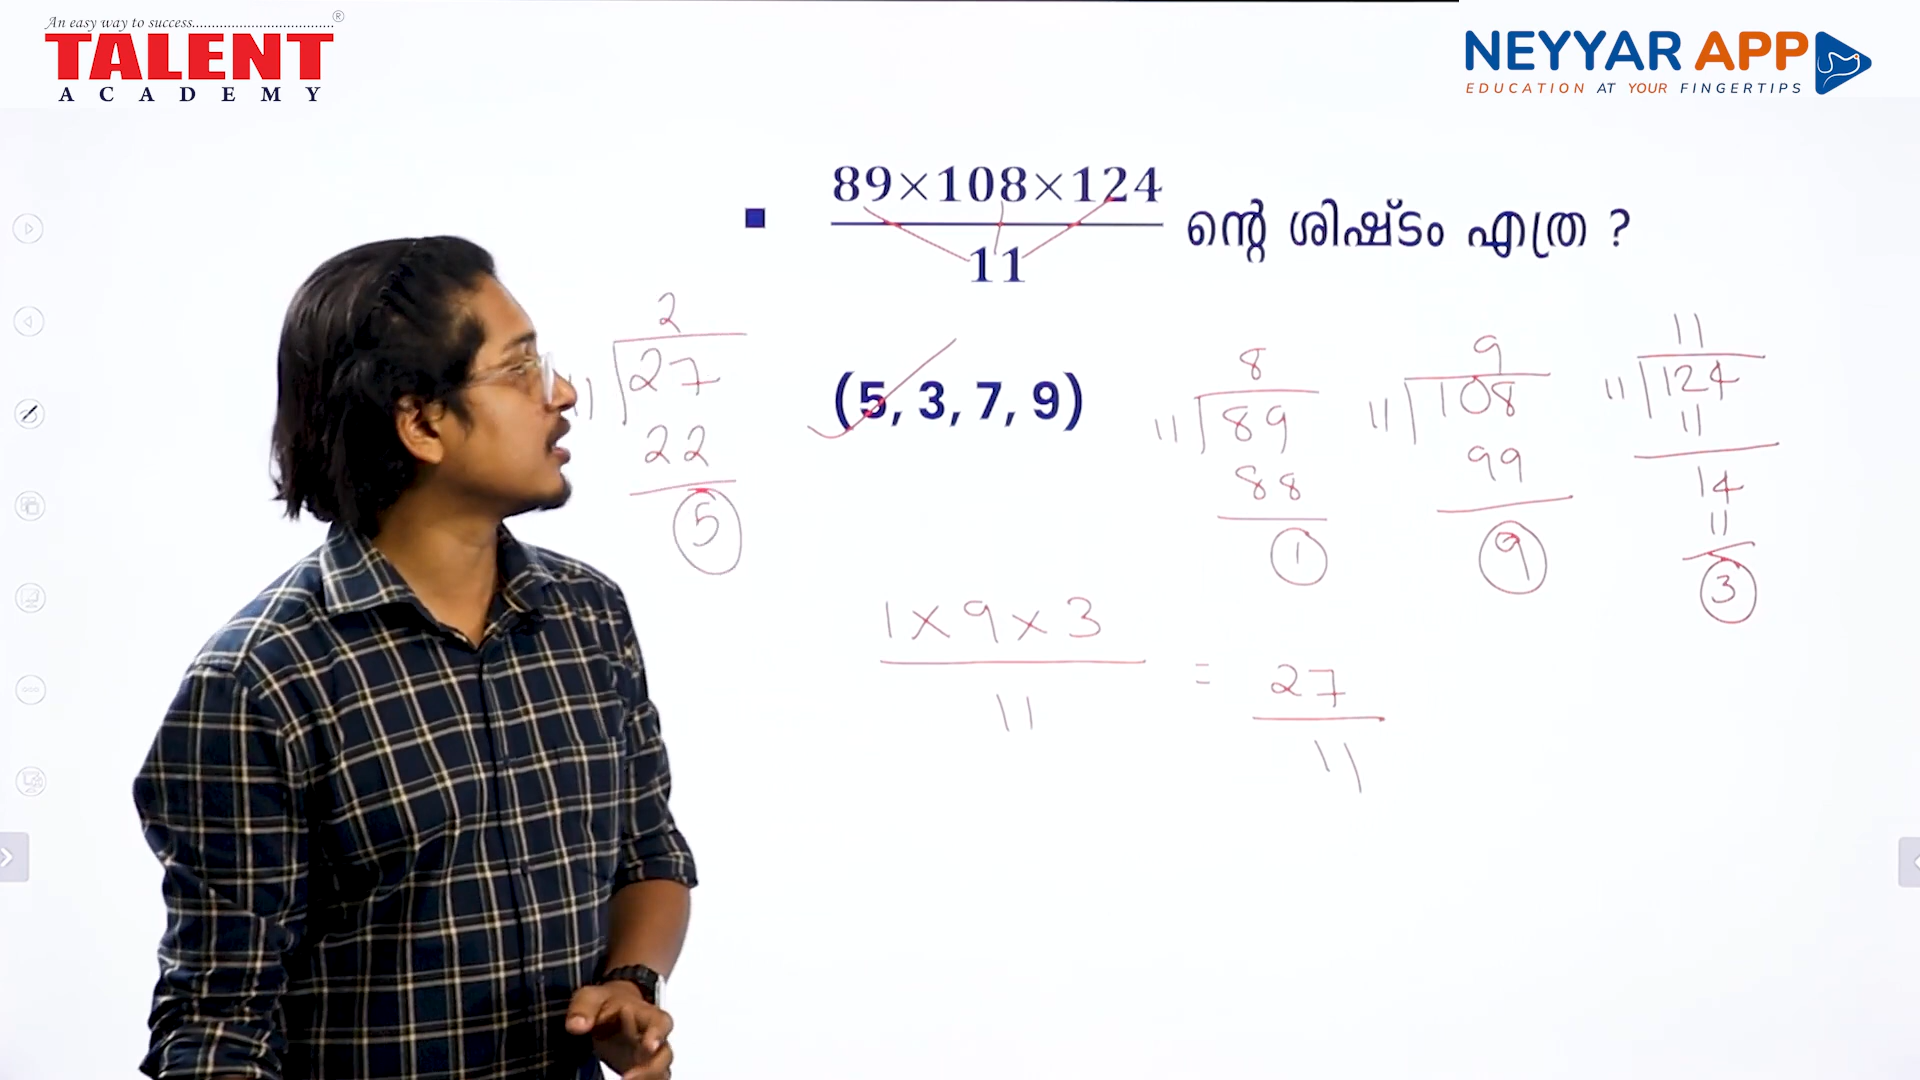 An easy way to success....................................®
TALENT
ACADEMY
NEYYAR APP
EDUCATION AT YOUR FINGERTIPS
89×108×124
11
ന്റെ ശിഷ്ടം എത്ര ?
(5, 3, 7, 9)
2
11 27
22
5
8
11 89
88
1
9
11 108
99
9
11
11 124
11
14
11
3
1 × 9 × 3
11
= 27
11